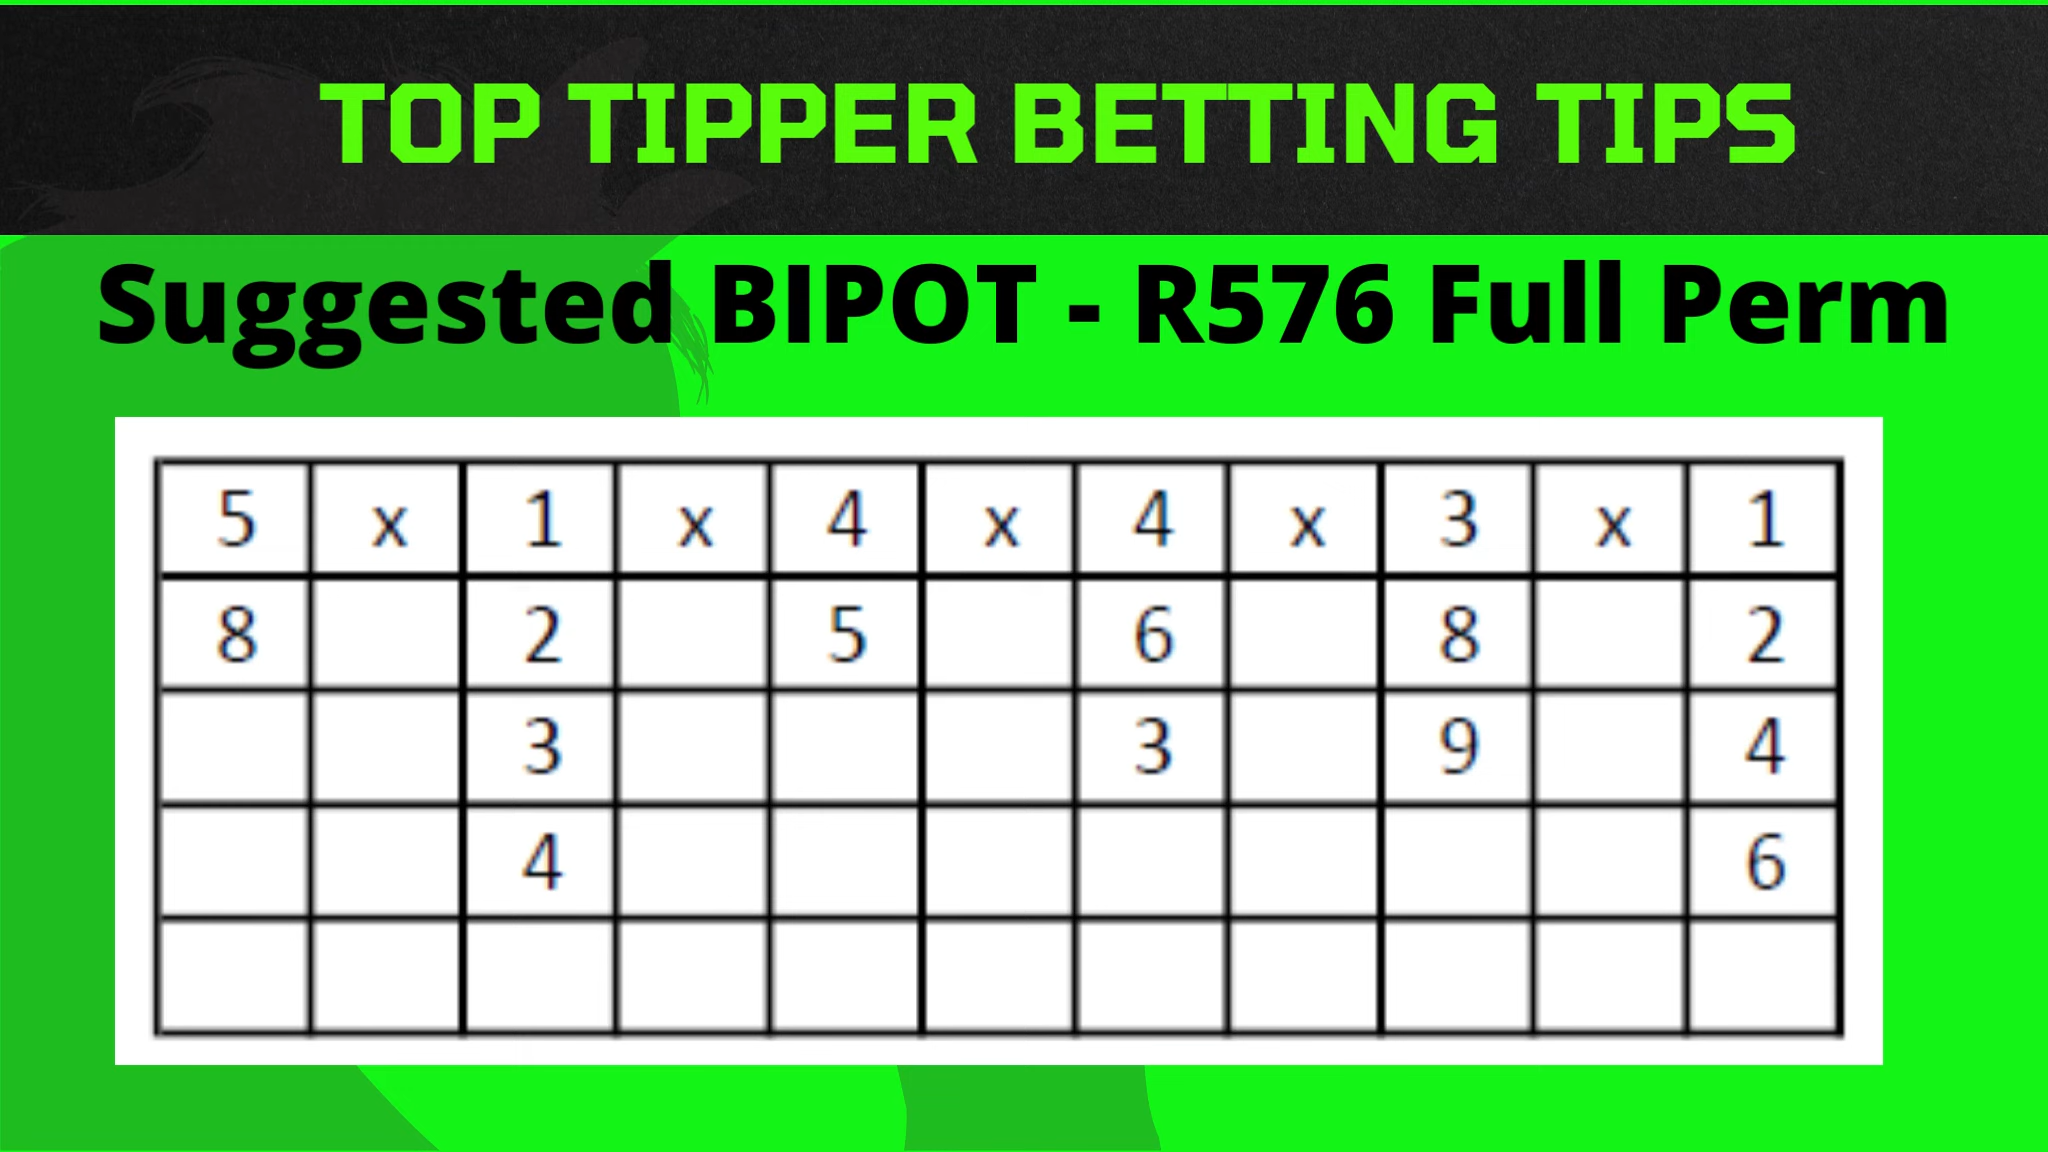 TOP TIPPER BETTING TIPS
Suggested BIPOT - R576 Full Perm
5 x 1 x 4 x 4 x 3 x 1
8 2 5 6 8 2
3 3 9 4
4 6